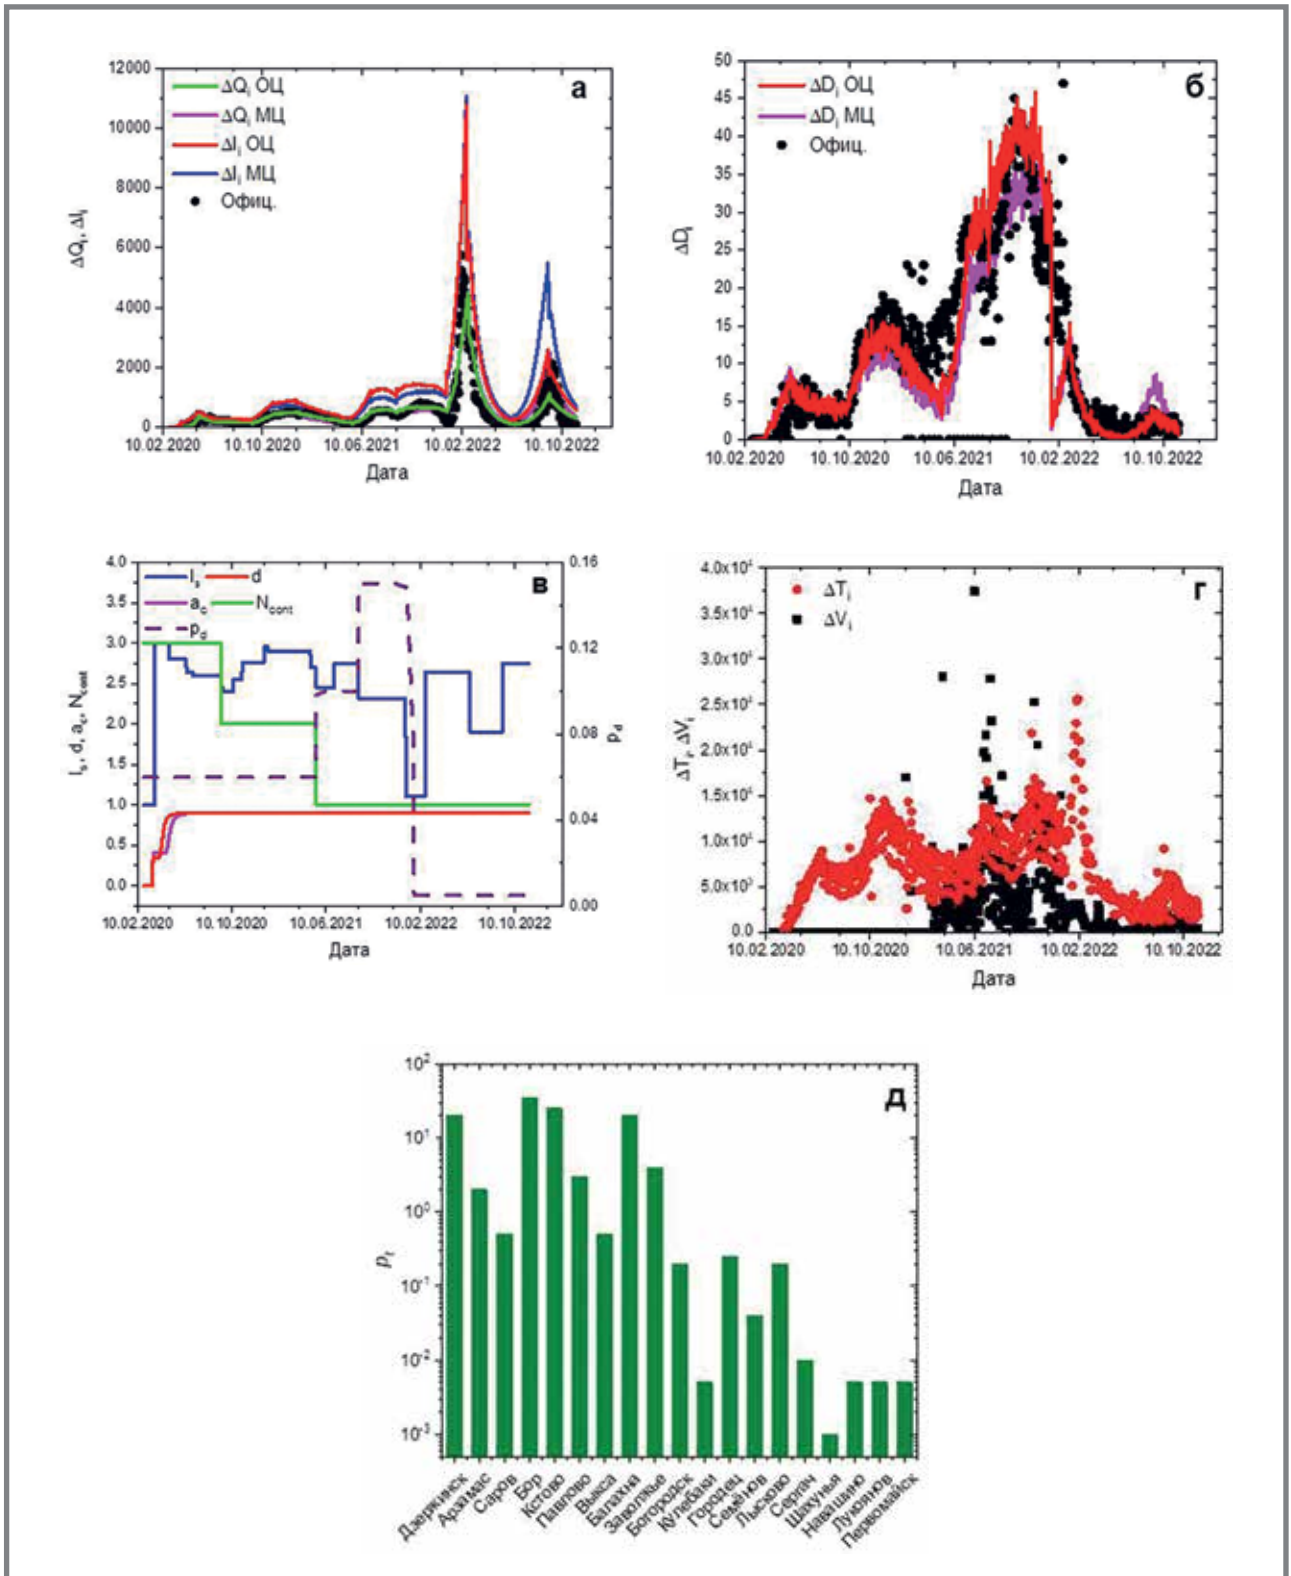 а
12000
10000
8000
6000
4000
2000
0
ΔQi, ΔIi
ΔQi ОЦ
ΔQi МЦ
ΔIi ОЦ
ΔIi МЦ
Офиц.
10.02.2020 10.10.2020 10.06.2021 10.02.2022 10.10.2022
Дата
б
50
45
40
35
30
25
20
15
10
5
0
ΔDi
ΔDi ОЦ
ΔDi МЦ
Офиц.
10.02.2020 10.10.2020 10.06.2021 10.02.2022 10.10.2022
Дата
в
4.0
3.5
3.0
2.5
2.0
1.5
1.0
0.5
0.0
Is, d, ac, Ncont
Is d
ac Ncont
pd
0.16
0.12
0.08
0.04
0.00
pd
10.02.2020 10.10.2020 10.06.2021 10.02.2022 10.10.2022
Дата
г
4.0x10⁴
3.5x10⁴
3.0x10⁴
2.5x10⁴
2.0x10⁴
1.5x10⁴
1.0x10⁴
5.0x10³
0.0
ΔTi, ΔVi
ΔTi
ΔVi
10.02.2020 10.10.2020 10.06.2021 10.02.2022 10.10.2022
Дата
д
10²
10¹
10⁰
10⁻¹
10⁻²
10⁻³
pt
Дзержинск
Арзамас
Саров
Бор
Кстово
Павлово
Выкса
Балахна
Заволжье
Богородск
Кулебаки
Городец
Семёнов
Лысково
Сергач
Шахунья
Навашино
Лукоянов
Первомайск